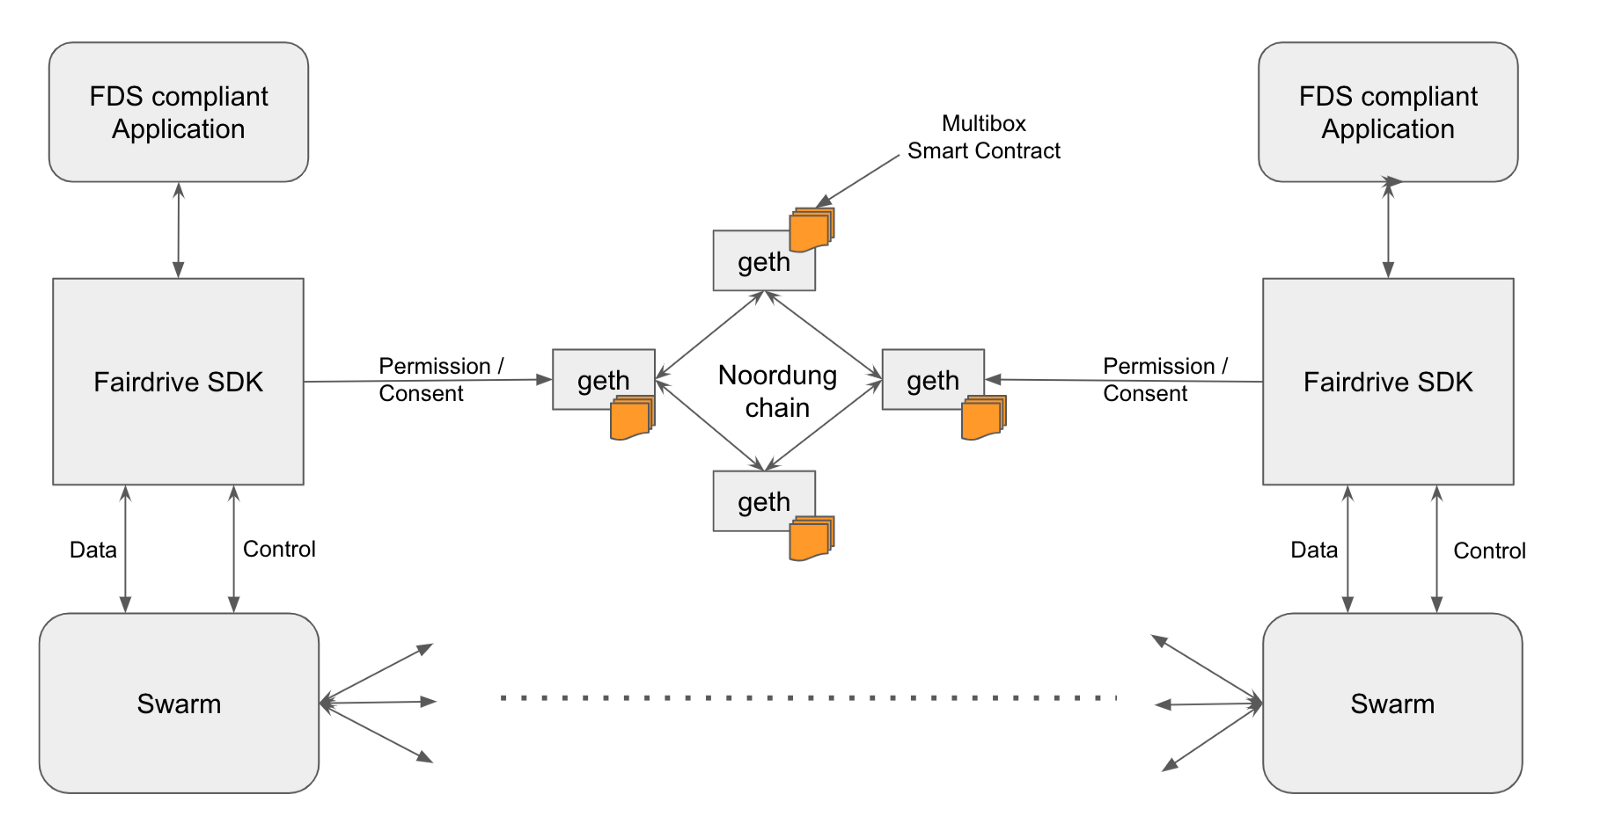 FDS compliant
Application
FDS compliant
Application
Multibox
Smart Contract
geth
Fairdrive SDK
Permission /
Consent
geth
Noordung
chain
geth
Permission /
Consent
Fairdrive SDK
geth
Data
Control
Data
Control
Swarm
Swarm